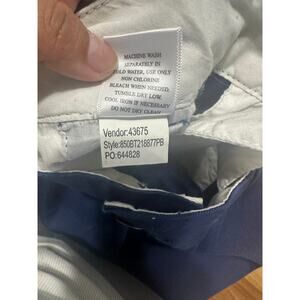 MACHINE WASH
SEPARATELY IN
COLD WATER, USE ONLY
NON CHLORINE
BLEACH WHEN NEEDED.
TUMBLE DRY LOW.
COOL IRON IF NECESSARY
DO NOT DRY CLEAN
Vendor:43675
Style:850BT218877PB
PO:644828